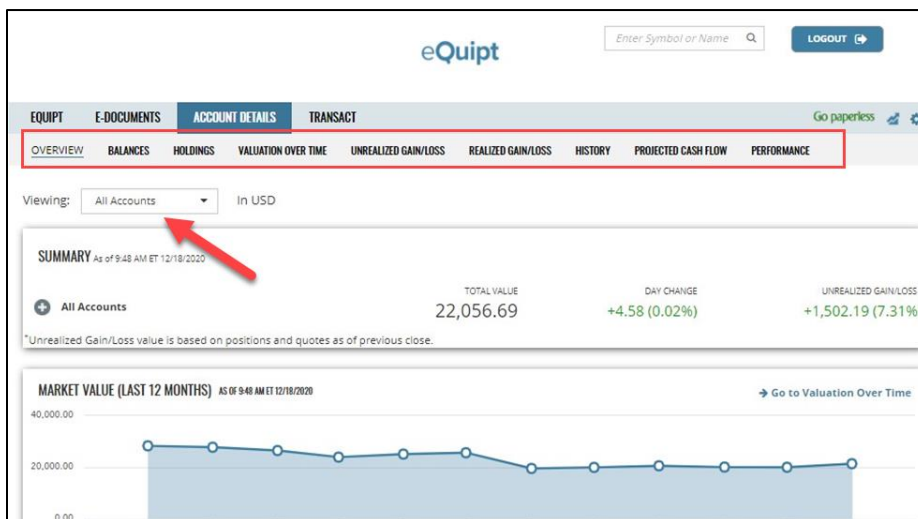 eQuipt
Enter Symbol or Name
LOGOUT
EQUIPT E-DOCUMENTS ACCOUNT DETAILS TRANSACT Go paperless
OVERVIEW BALANCES HOLDINGS VALUATION OVER TIME UNREALIZED GAIN/LOSS REALIZED GAIN/LOSS HISTORY PROJECTED CASH FLOW PERFORMANCE
Viewing: All Accounts In USD
SUMMARY As of 9:48 AM ET 12/18/2020
TOTAL VALUE DAY CHANGE UNREALIZED GAIN/LOSS
All Accounts 22,056.69 +4.58 (0.02%) +1,502.19 (7.31%
*Unrealized Gain/Loss value is based on positions and quotes as of previous close.
MARKET VALUE (LAST 12 MONTHS) AS OF 9:48 AM ET 12/18/2020 Go to Valuation Over Time
40,000.00
20,000.00
0.00